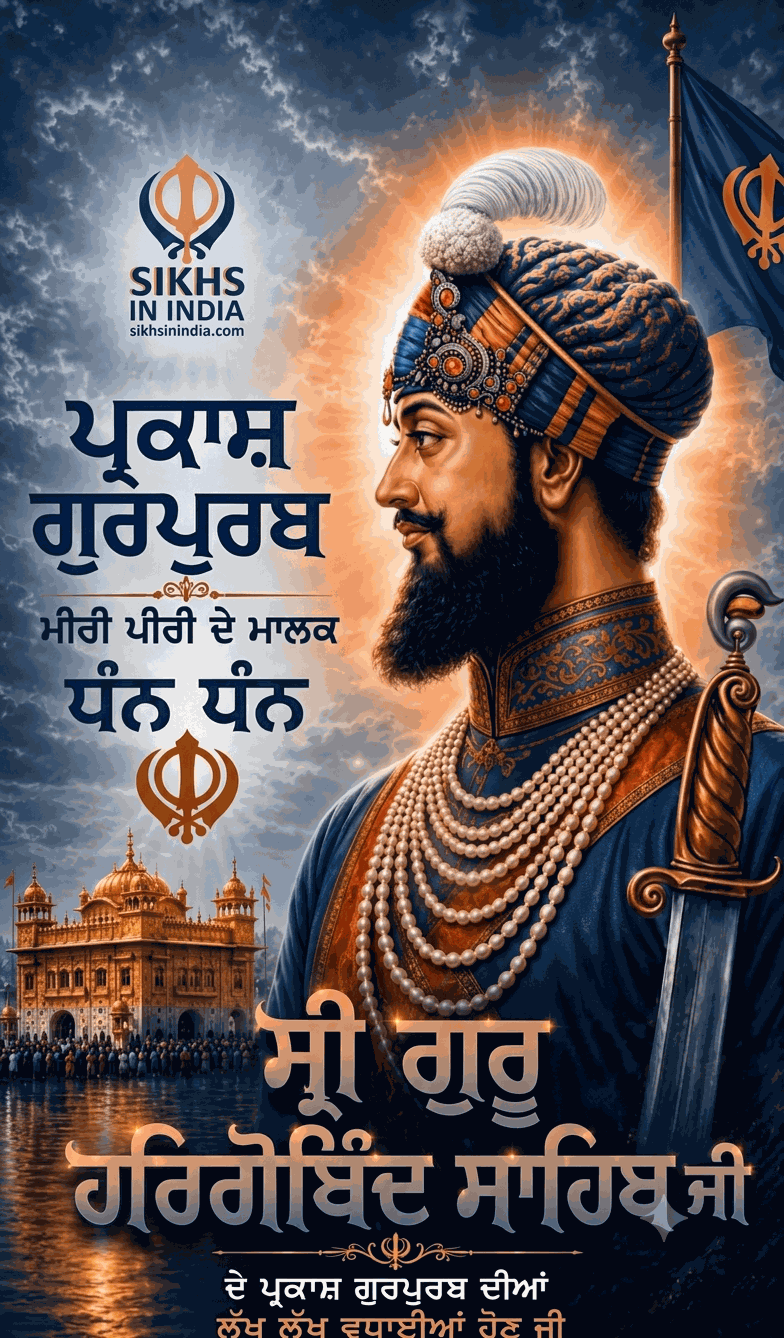 SIKHS
IN INDIA
sikhsinindia.com
ਪ੍ਰਕਾਸ਼
ਗੁਰਪੁਰਬ
ਮੀਰੀ ਪੀਰੀ ਦੇ ਮਾਲਕ
ਧੰਨ ਧੰਨ
ਸ੍ਰੀ ਗੁਰੂ
ਹਰਿਗੋਬਿੰਦ ਸਾਹਿਬ ਜੀ
ਦੇ ਪ੍ਰਕਾਸ਼ ਗੁਰਪੁਰਬ ਦੀਆਂ
ਲੱਖ ਲੱਖ ਵਧਾਈਆਂ ਹੋਣ ਜੀ